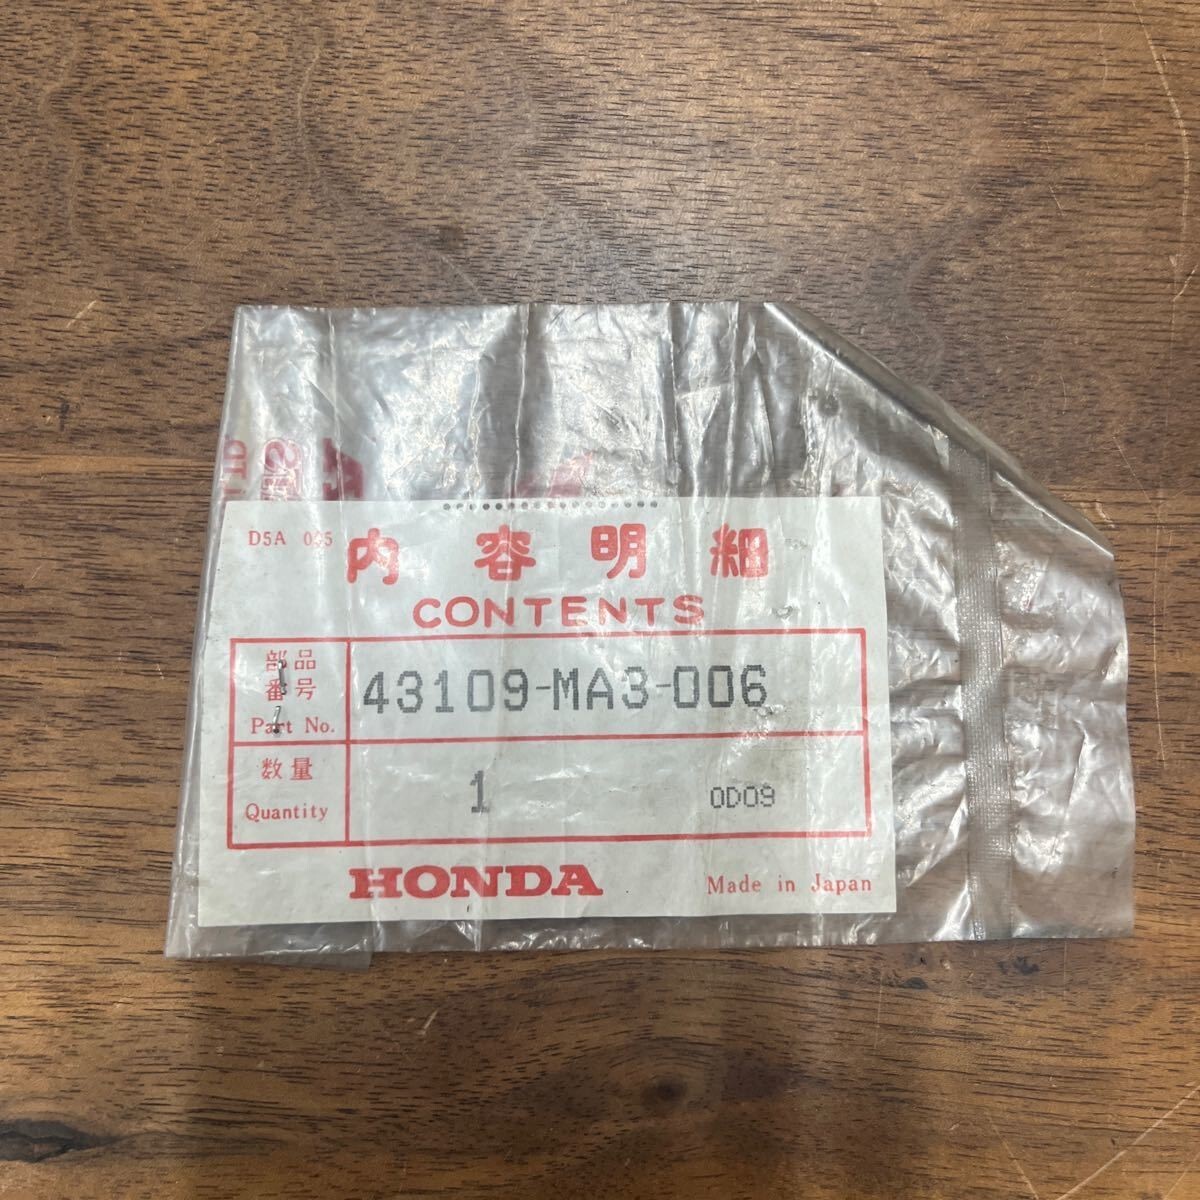 D5A 035
内容明細
CONTENTS
部品
番号
Part No.
43109-MA3-006
数量
Quantity
1
0D09
HONDA
Made in Japan